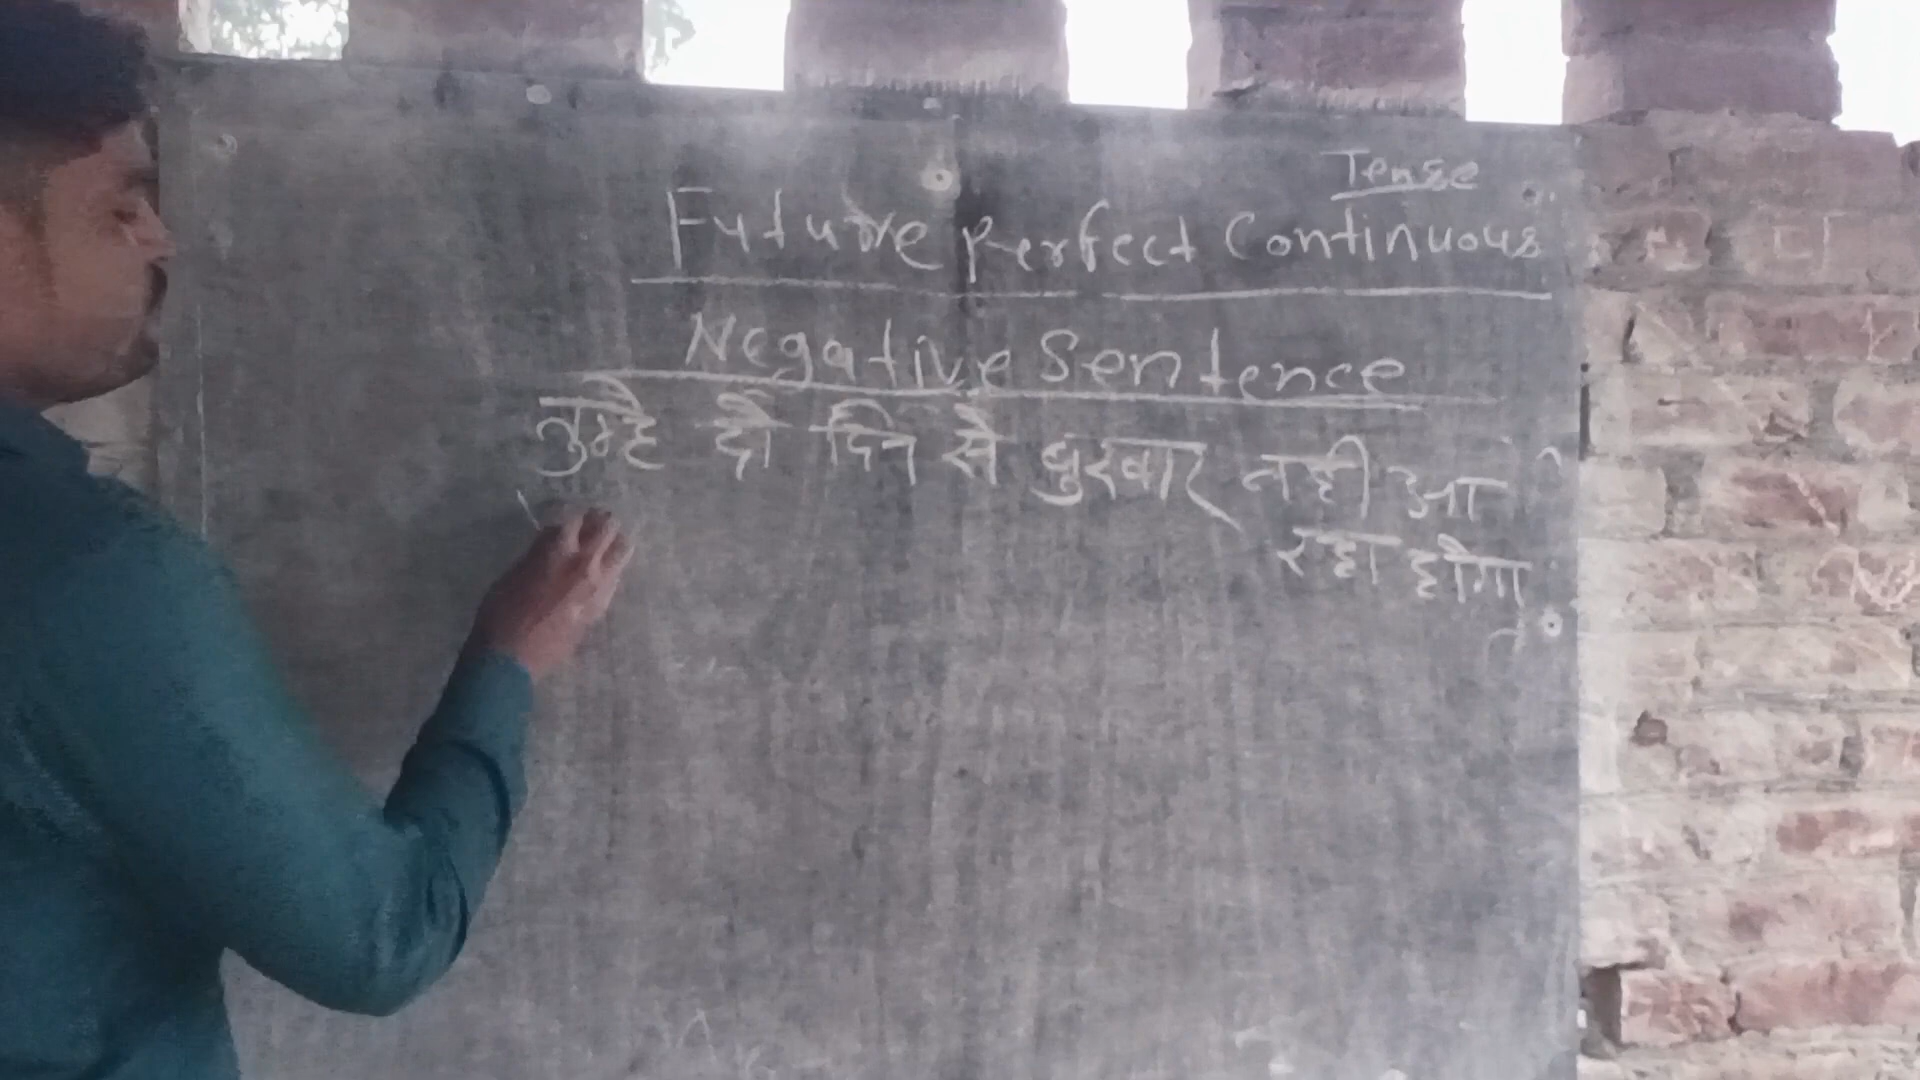 Tense
Future Perfect Continuous
Negative Sentence
तुम्हे दो दिन से बुखार नही आ
रहा होगा